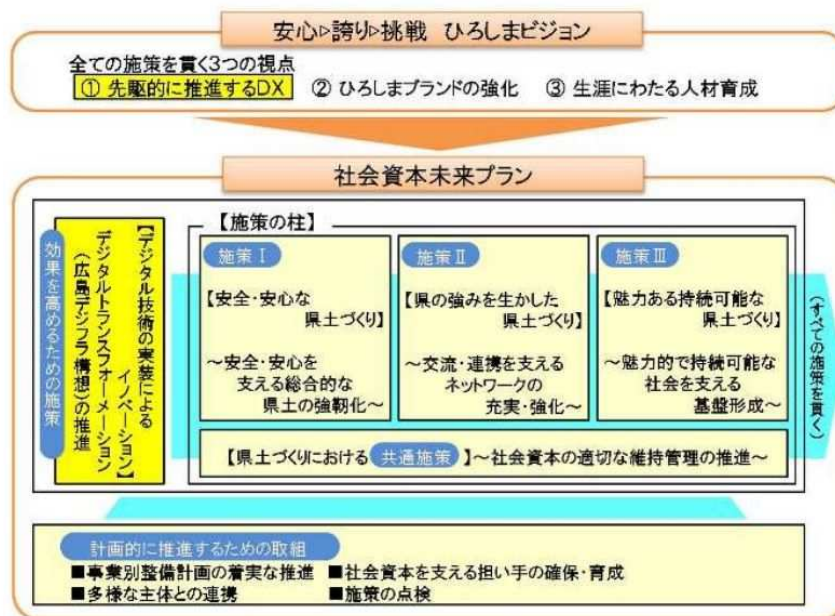 安心▷誇り▷挑戦 ひろしまビジョン
全ての施策を貫く3つの視点
① 先駆的に推進するDX ② ひろしまブランドの強化 ③ 生涯にわたる人材育成
社会資本未来プラン
効果を高めるための施策
【デジタル技術の実装による
イノベーション】
デジタルトランスフォーメーション
(広島デジフラ構想)の推進
【施策の柱】
施策Ⅰ
【安全・安心な
県土づくり】
～安全・安心を
支える総合的な
県土の強靭化～
施策Ⅱ
【県の強みを生かした
県土づくり】
～交流・連携を支える
ネットワークの
充実・強化～
施策Ⅲ
【魅力ある持続可能な
県土づくり】
～魅力的で持続可能な
社会を支える
基盤形成～
(すべての施策を貫く)
【県土づくりにおける 共通施策 】～社会資本の適切な維持管理の推進～
計画的に推進するための取組
■事業別整備計画の着実な推進 ■社会資本を支える担い手の確保・育成
■多様な主体との連携 ■施策の点検